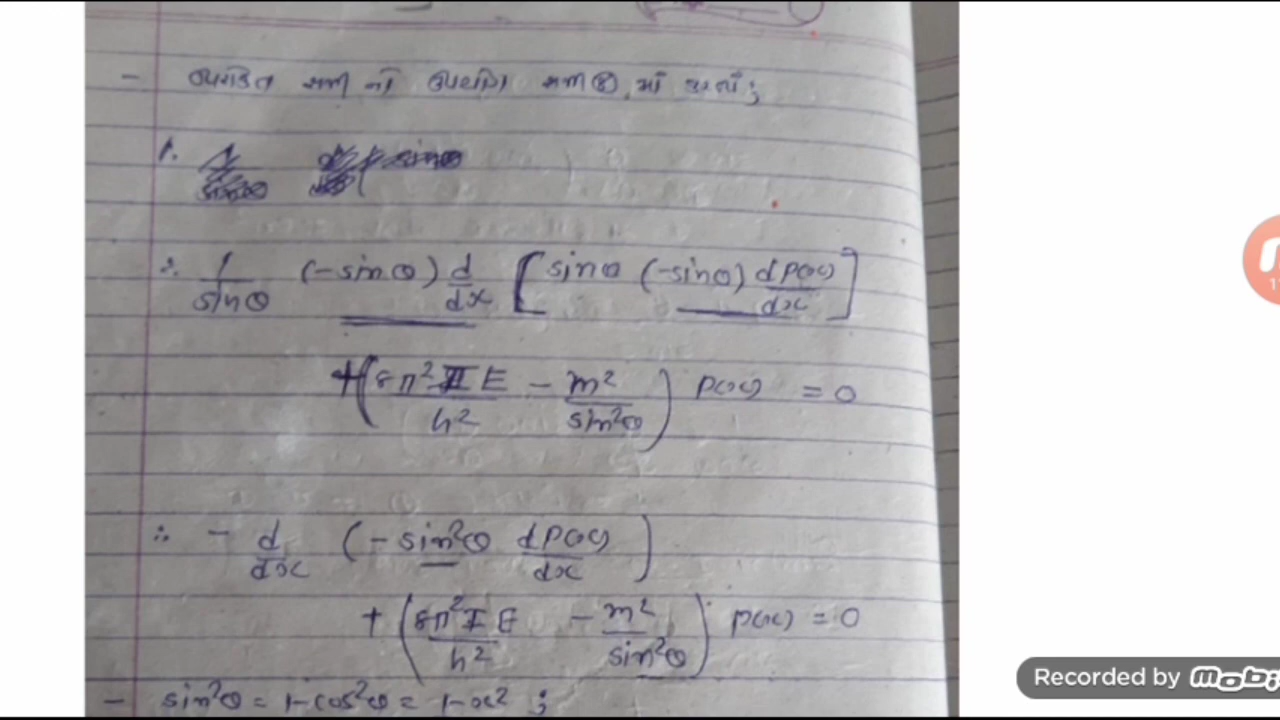 - ઉપરોક્ત સમી ની ઉપયોગ સમી માં કરતાં;
1.
∴ 1/sinθ (-sinθ) d/dx [ sinθ (-sinθ) dP(x)/dx ]
+ ( 8π²IE/h² - m²/sin²θ ) P(x) = 0
∴ - d/dx ( - sin²θ dP(x)/dx )
+ ( 8π²IE/h² - m²/sin²θ ) P(x) = 0
- sin²θ = 1-cos²θ = 1-x² ;
Recorded by